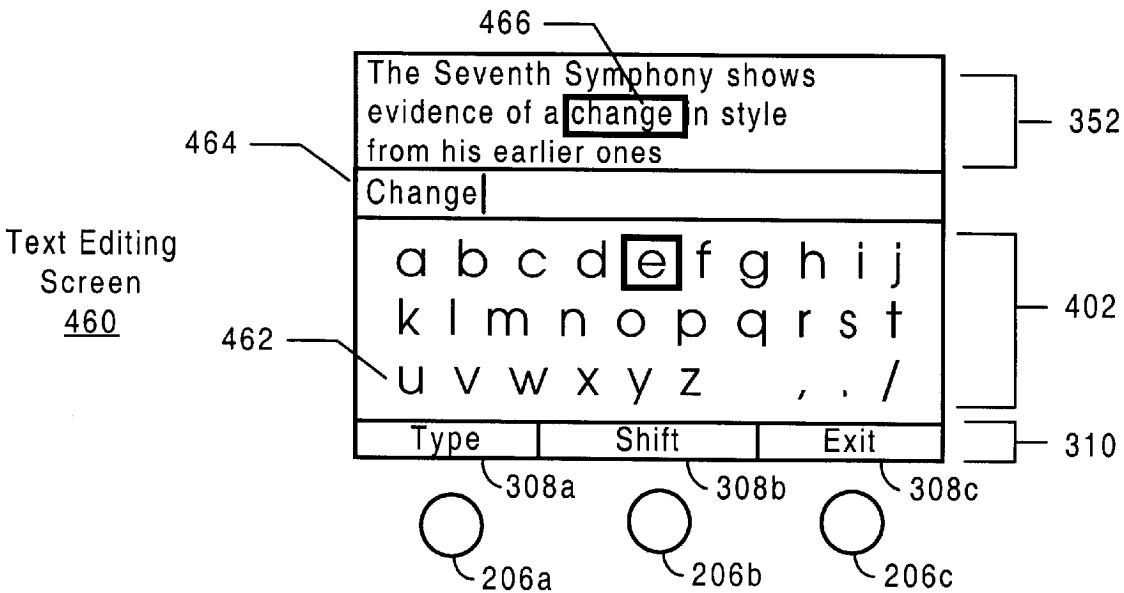 466
The Seventh Symphony shows
evidence of a change in style
from his earlier ones
352
464
Change
Text Editing
Screen
460
a b c d e f g h i j
k l m n o p q r s t
u v w x y z , . /
402
462
Type Shift Exit
310
308a 308b 308c
206a 206b 206c